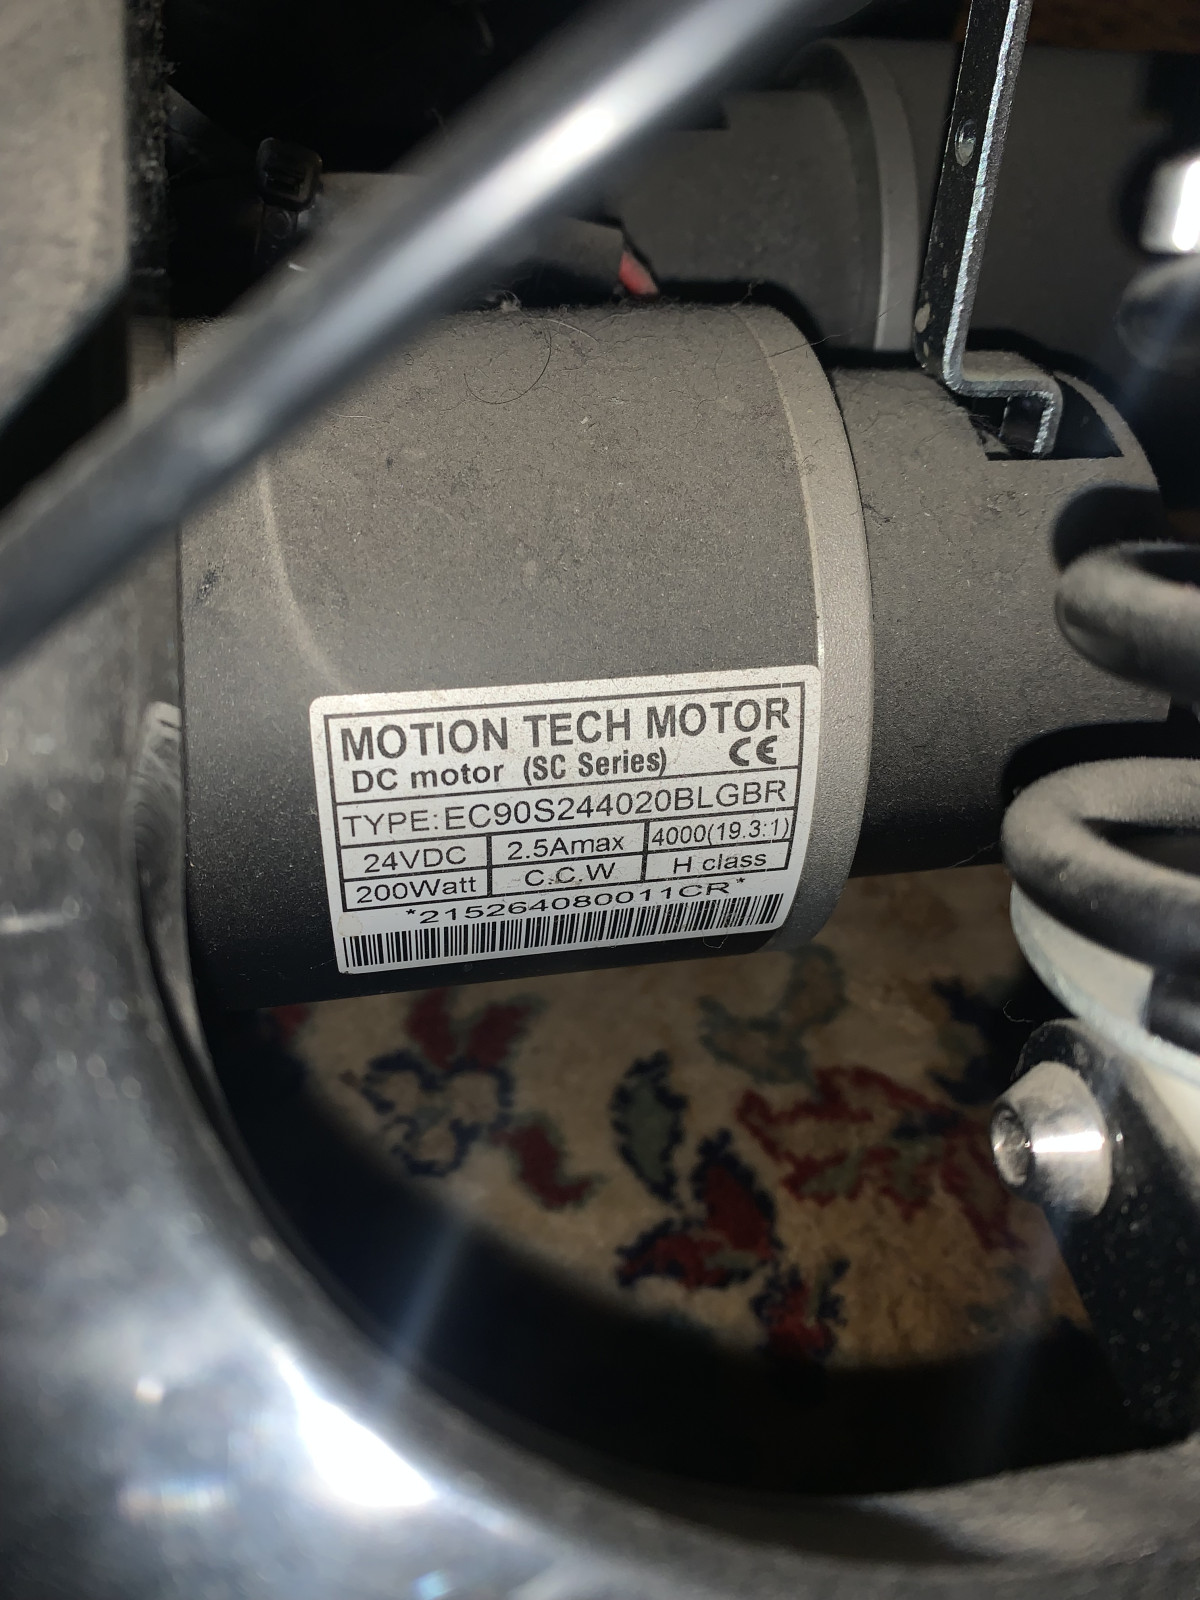 MOTION TECH MOTOR
DC motor (SC Series) CE
TYPE:EC90S244020BLGBR
24VDC 2.5Amax 4000(19.3:1)
200Watt C.C.W H class
*215264080011CR*